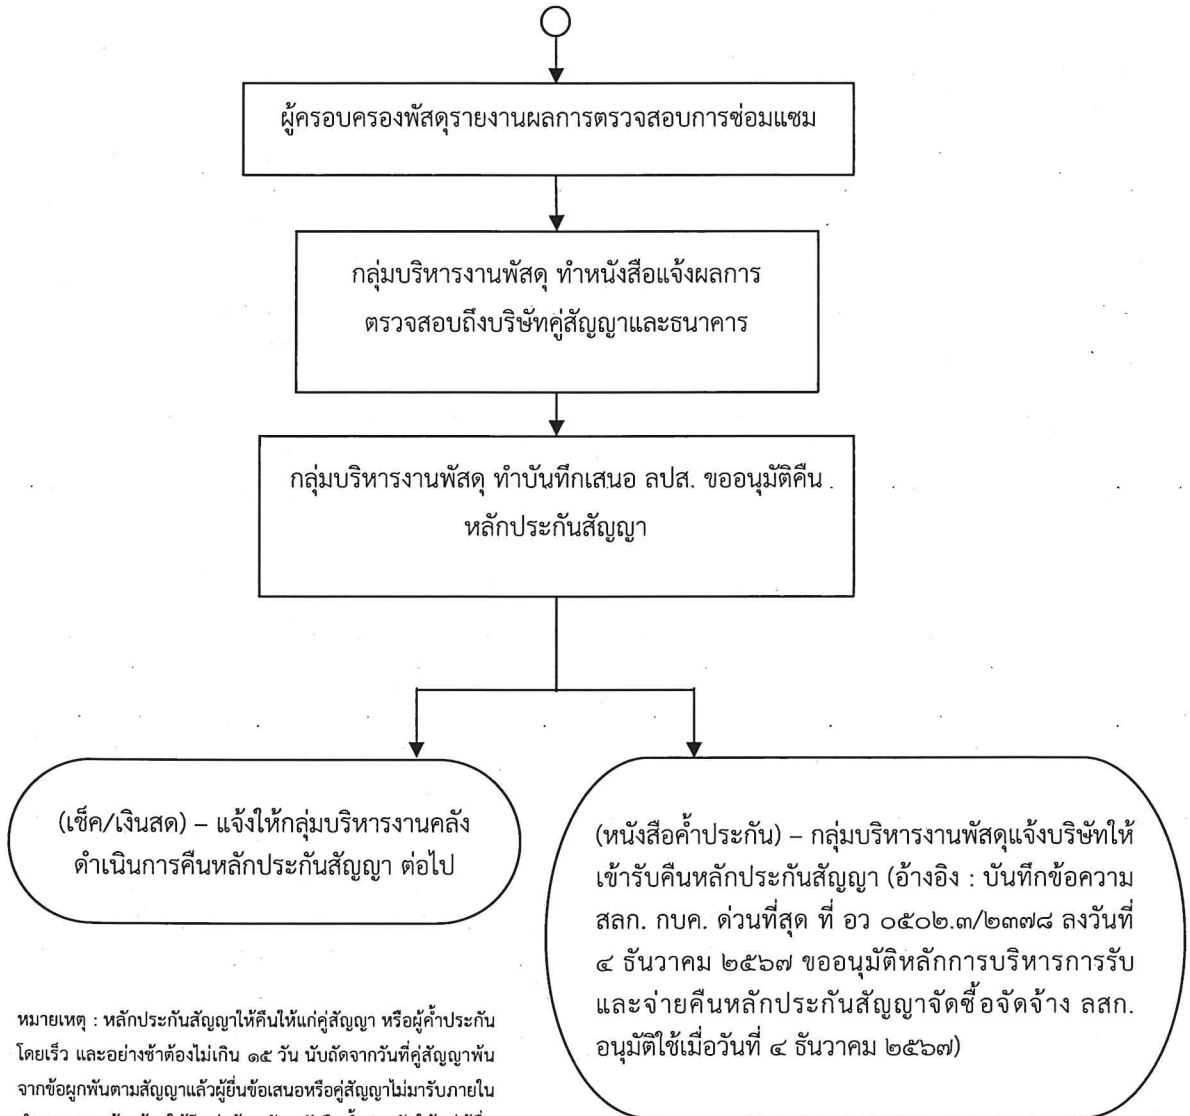 ผู้ครอบครองพัสดุรายงานผลการตรวจสอบการซ่อมแซม
กลุ่มบริหารงานพัสดุ ทำหนังสือแจ้งผลการ
ตรวจสอบถึงบริษัทคู่สัญญาและธนาคาร
กลุ่มบริหารงานพัสดุ ทำบันทึกเสนอ ลปส. ขออนุมัติคืน
หลักประกันสัญญา
(เช็ค/เงินสด) – แจ้งให้กลุ่มบริหารงานคลัง
ดำเนินการคืนหลักประกันสัญญา ต่อไป
(หนังสือค้ำประกัน) – กลุ่มบริหารงานพัสดุแจ้งบริษัทให้
เข้ารับคืนหลักประกันสัญญา (อ้างอิง : บันทึกข้อความ
สลก. กบค. ด่วนที่สุด ที่ อว ๐๕๐๒.๓/๒๓๗๘ ลงวันที่
๔ ธันวาคม ๒๕๖๗ ขออนุมัติหลักการบริหารการรับ
และจ่ายคืนหลักประกันสัญญาจัดซื้อจัดจ้าง ลสก.
อนุมัติใช้เมื่อวันที่ ๔ ธันวาคม ๒๕๖๗)
หมายเหตุ : หลักประกันสัญญาให้คืนให้แก่คู่สัญญา หรือผู้ค้ำประกัน
โดยเร็ว และอย่างช้าต้องไม่เกิน ๑๕ วัน นับถัดจากวันที่คู่สัญญาพ้น
จากข้อผูกพันตามสัญญาแล้วผู้ยื่นข้อเสนอหรือคู่สัญญาไม่มารับภายใน